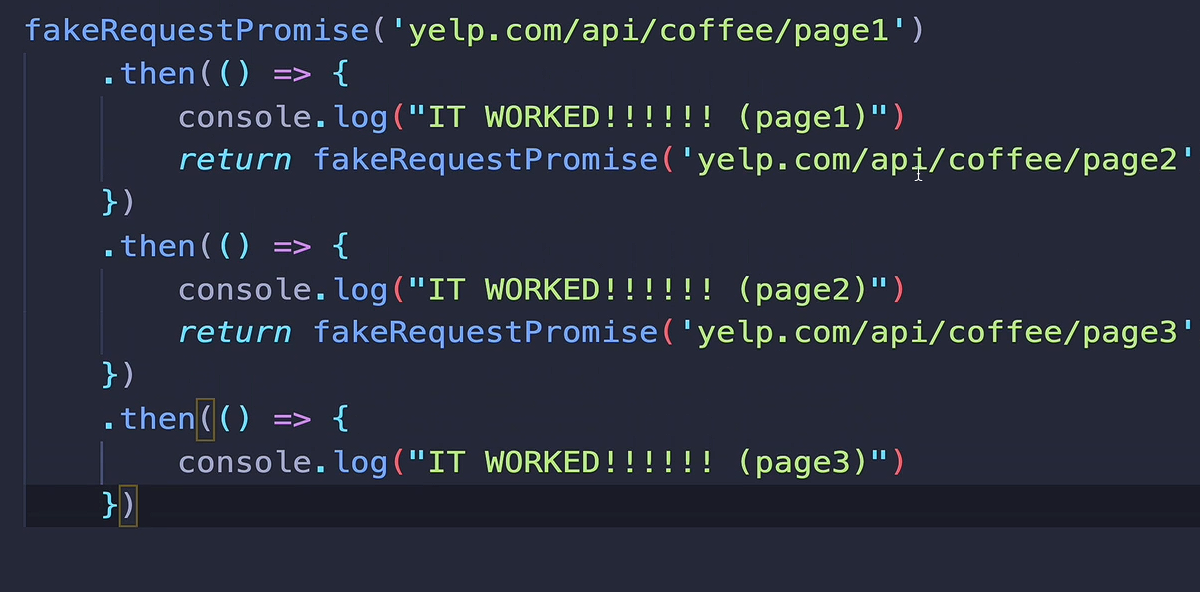 fakeRequestPromise('yelp.com/api/coffee/page1')
    .then(() => {
        console.log("IT WORKED!!!!!! (page1)")
        return fakeRequestPromise('yelp.com/api/coffee/page2'
    })
    .then(() => {
        console.log("IT WORKED!!!!!! (page2)")
        return fakeRequestPromise('yelp.com/api/coffee/page3'
    })
    .then(() => {
        console.log("IT WORKED!!!!!! (page3)")
    })